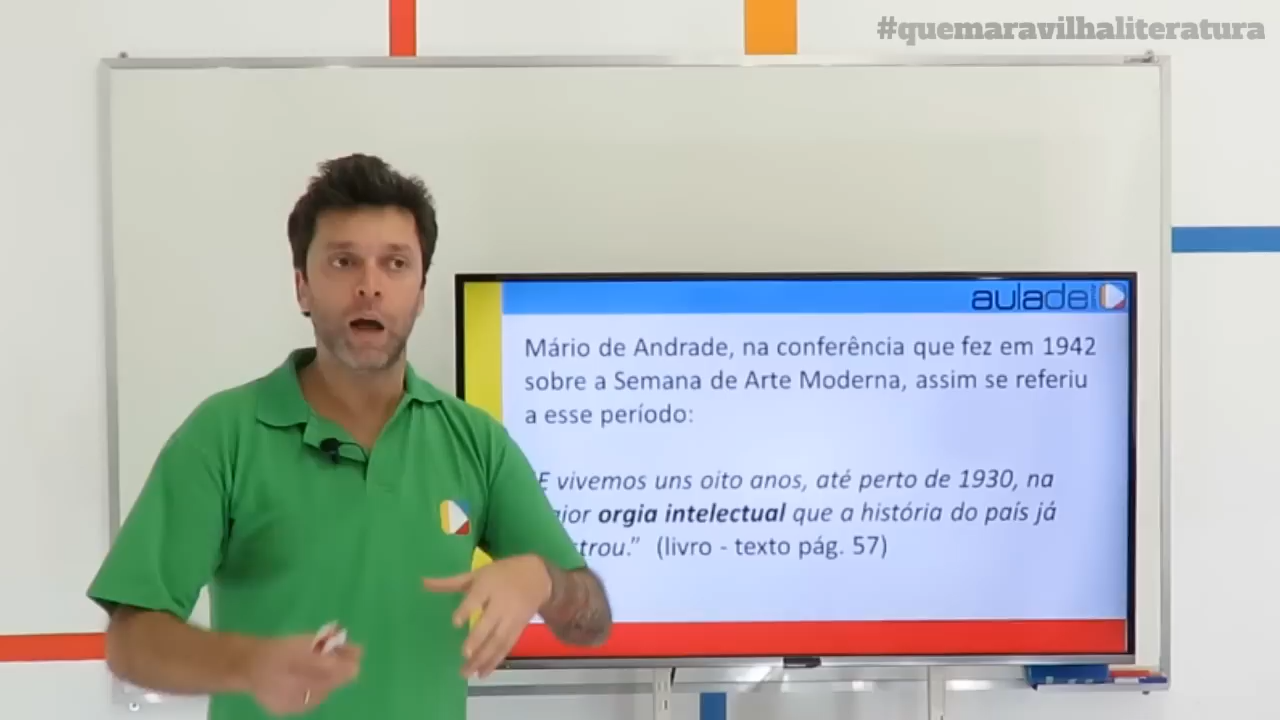 #quemaravilhaliteratura
aulade
Mário de Andrade, na conferência que fez em 1942
sobre a Semana de Arte Moderna, assim se referiu
a esse período:
E vivemos uns oito anos, até perto de 1930, na
orgia intelectual que a história do país já
trou.” (livro - texto pág. 57)